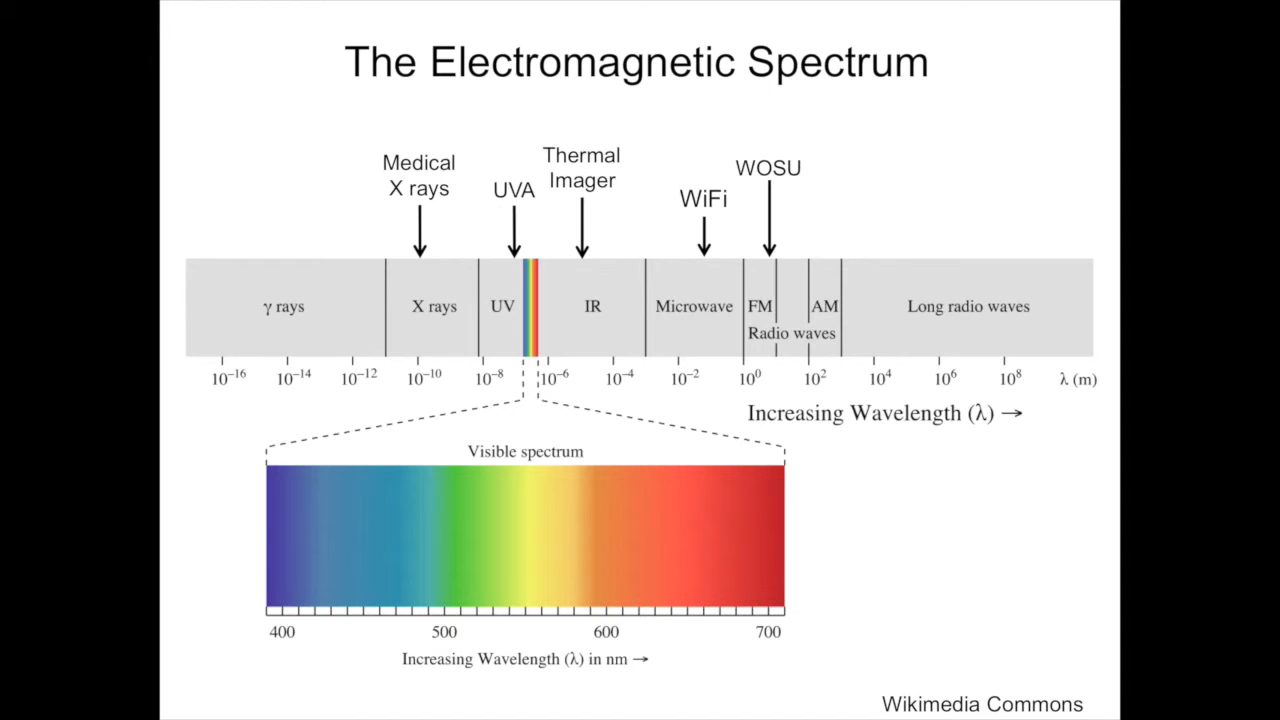 The Electromagnetic Spectrum
Medical
X rays
UVA
Thermal
Imager
WiFi
WOSU
γ rays
X rays
UV
IR
Microwave
FM
AM
Radio waves
Long radio waves
10⁻¹⁶ 10⁻¹⁴ 10⁻¹² 10⁻¹⁰ 10⁻⁸ 10⁻⁶ 10⁻⁴ 10⁻² 10⁰ 10² 10⁴ 10⁶ 10⁸ λ (m)
Increasing Wavelength (λ) →
Visible spectrum
400 500 600 700
Increasing Wavelength (λ) in nm →
Wikimedia Commons